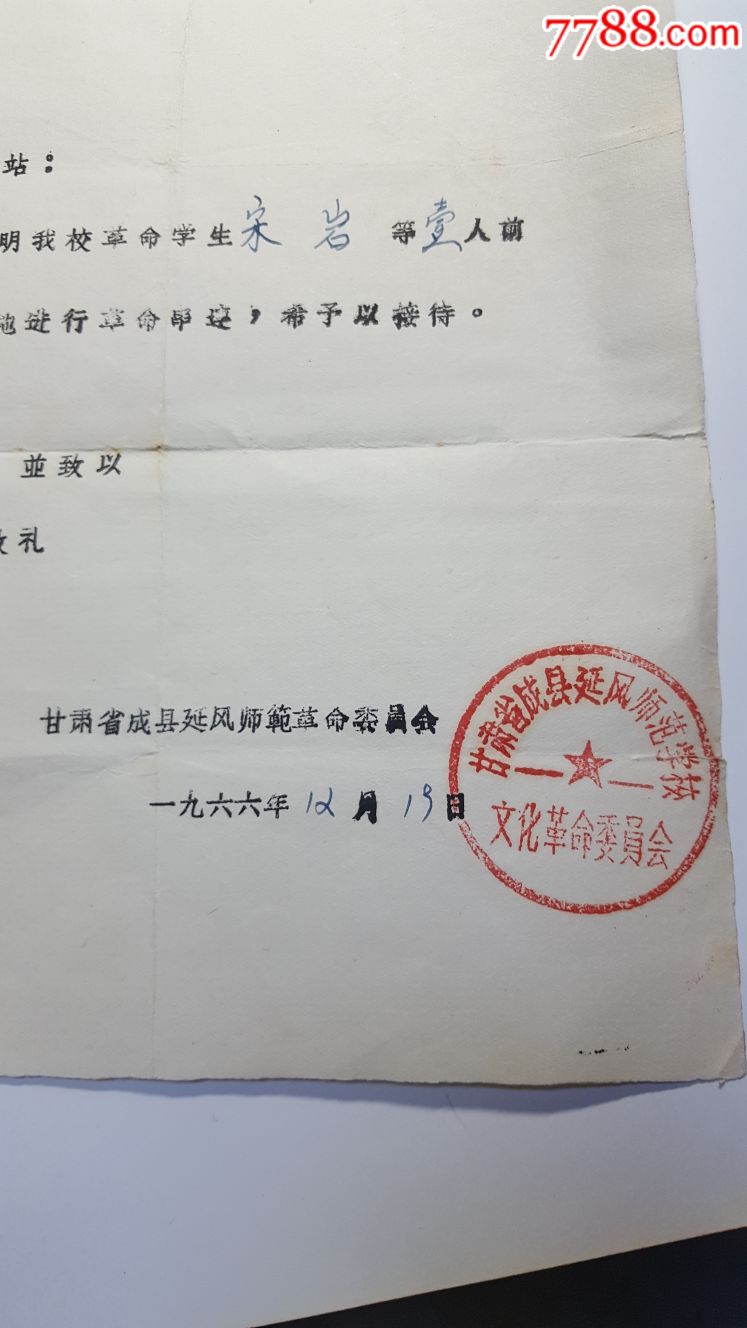 7788.com
站：
明我校革命学生宋岩等壹人前
地进行革命串连，希予以接待。
並致以
礼
甘肃省成县延风师範革命委員会
一九六六年12月19日
甘肃省成县延风师范学校
文化革命委員会